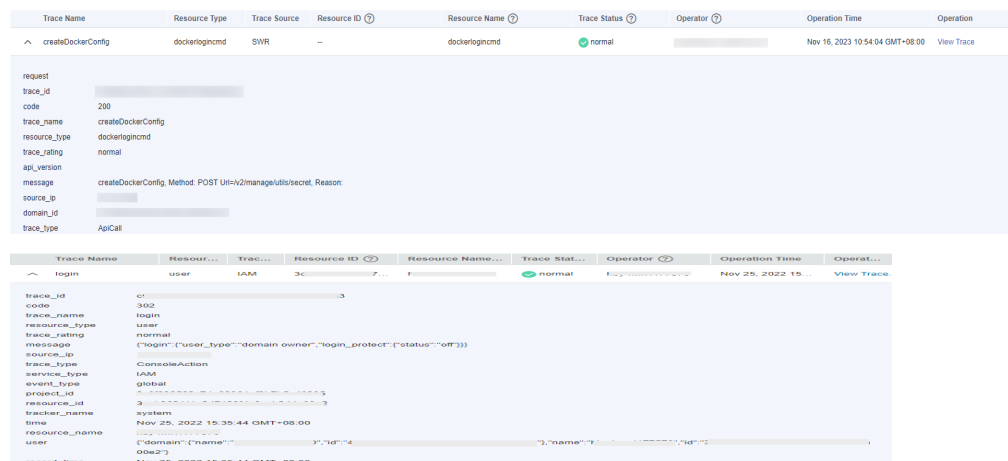 Trace Name Resource Type Trace Source Resource ID Resource Name Trace Status Operator Operation Time Operation
createDockerConfig dockerlogincmd SWR -- dockerlogincmd normal Nov 16, 2023 10:54:04 GMT+08:00 View Trace
request
trace_id
code 200
trace_name createDockerConfig
resource_type dockerlogincmd
trace_rating normal
api_version
message createDockerConfig, Method: POST Url=/v2/manage/utils/secret, Reason:
source_ip
domain_id
trace_type ApiCall
Trace Name Resour... Trac... Resource ID Resource Name... Trace Stat... Operator Operation Time Operat...
login user IAM normal Nov 25, 2022 15... View Trace
trace_id
code 302
trace_name login
resource_type user
trace_rating normal
message {"login":{"user_type":"domain owner","login_protect":{"status":"off"}}}
source_ip
trace_type ConsoleAction
service_type IAM
event_type global
project_id
resource_id
tracker_name system
time Nov 25, 2022 15:35:44 GMT+08:00
resource_name
user {"domain":{"name":" ","id":" "},"name":" ","id":"
00e2"}